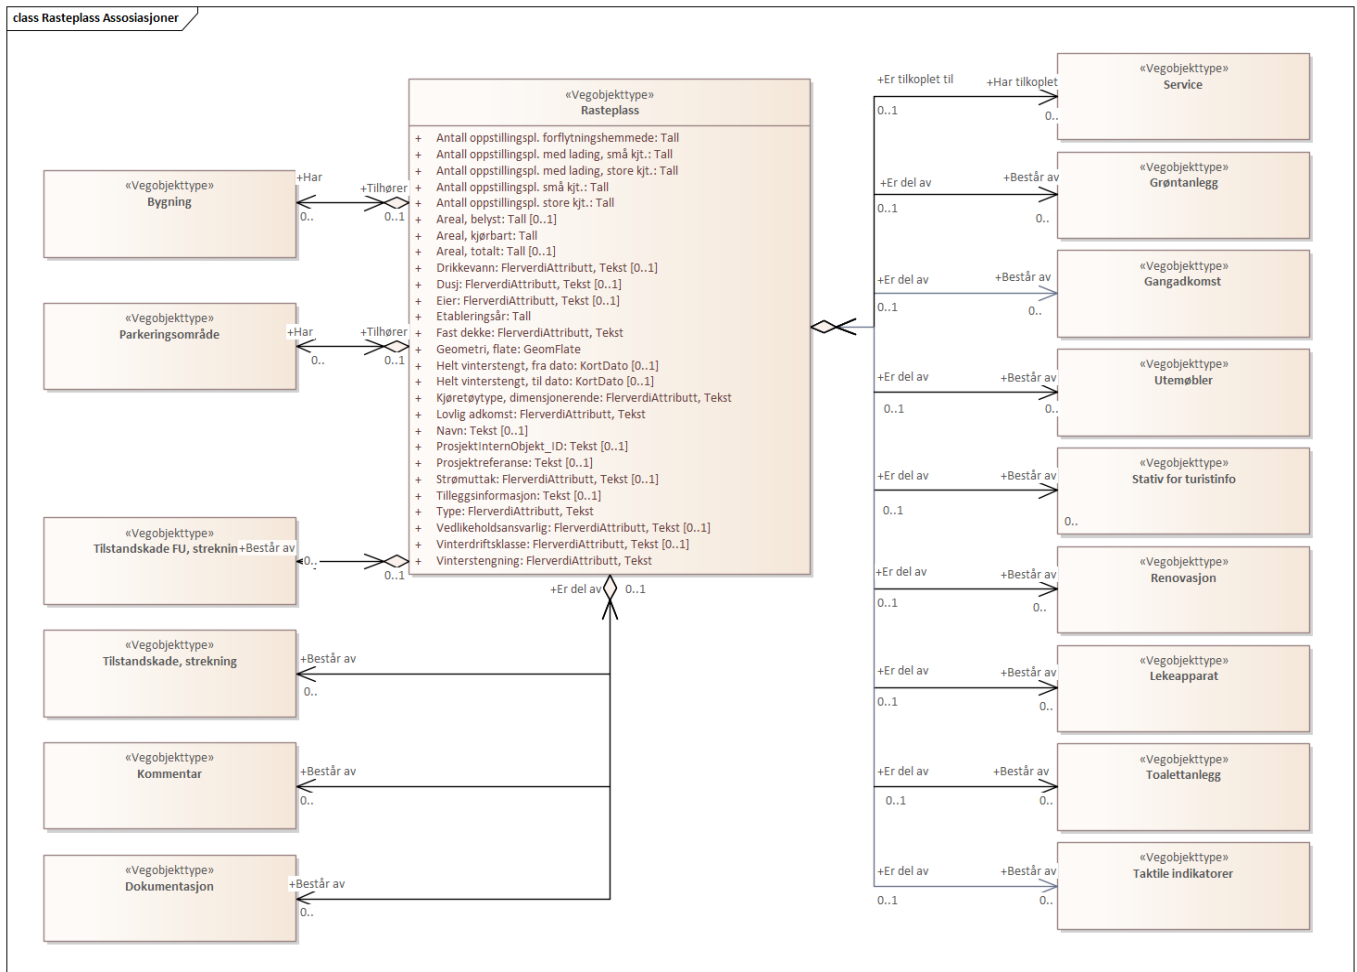 class Rasteplass Assosiasjoner
«Vegobjekttype»
Rasteplass
+ Antall oppstillingspl. forflytningshemmede: Tall
+ Antall oppstillingspl. med lading, små kjt.: Tall
+ Antall oppstillingspl. med lading, store kjt.: Tall
+ Antall oppstillingspl. små kjt.: Tall
+ Antall oppstillingspl. store kjt.: Tall
+ Areal, belyst: Tall [0..1]
+ Areal, kjørbart: Tall
+ Areal, totalt: Tall [0..1]
+ Drikkevann: FlerverdiAttributt, Tekst [0..1]
+ Dusj: FlerverdiAttributt, Tekst [0..1]
+ Eier: FlerverdiAttributt, Tekst [0..1]
+ Etableringsår: Tall
+ Fast dekke: FlerverdiAttributt, Tekst
+ Geometri, flate: GeomFlate
+ Helt vinterstengt, fra dato: KortDato [0..1]
+ Helt vinterstengt, til dato: KortDato [0..1]
+ Kjøretøytype, dimensjonerende: FlerverdiAttributt, Tekst
+ Lovlig adkomst: FlerverdiAttributt, Tekst
+ Navn: Tekst [0..1]
+ ProsjektInternObjekt_ID: Tekst [0..1]
+ Prosjektreferanse: Tekst [0..1]
+ Strømuttak: FlerverdiAttributt, Tekst [0..1]
+ Tilleggsinformasjon: Tekst [0..1]
+ Type: FlerverdiAttributt, Tekst
+ Vedlikeholdsansvarlig: FlerverdiAttributt, Tekst [0..1]
+ Vinterdriftsklasse: FlerverdiAttributt, Tekst [0..1]
+ Vinterstengning: FlerverdiAttributt, Tekst
«Vegobjekttype»
Bygning
+Har
0..
+Tilhører
0..1
«Vegobjekttype»
Parkeringsområde
+Har
0..
+Tilhører
0..1
«Vegobjekttype»
Tilstandskade FU, streknin
+Består av
0..
0..1
+Er del av
0..1
«Vegobjekttype»
Tilstandskade, strekning
+Består av
0..
«Vegobjekttype»
Kommentar
+Består av
0..
«Vegobjekttype»
Dokumentasjon
+Består av
0..
+Er tilkoplet til
0..1
+Har tilkoplet
0..
«Vegobjekttype»
Service
+Er del av
0..1
+Består av
0..
«Vegobjekttype»
Grøntanlegg
+Er del av
0..1
+Består av
0..
«Vegobjekttype»
Gangadkomst
+Er del av
0..1
+Består av
0..
«Vegobjekttype»
Utemøbler
+Er del av
0..1
+Består av
0..
«Vegobjekttype»
Stativ for turistinfo
+Er del av
0..1
+Består av
0..
«Vegobjekttype»
Renovasjon
+Er del av
0..1
+Består av
0..
«Vegobjekttype»
Lekeapparat
+Er del av
0..1
+Består av
0..
«Vegobjekttype»
Toalettanlegg
+Er del av
0..1
+Består av
0..
«Vegobjekttype»
Taktile indikatorer